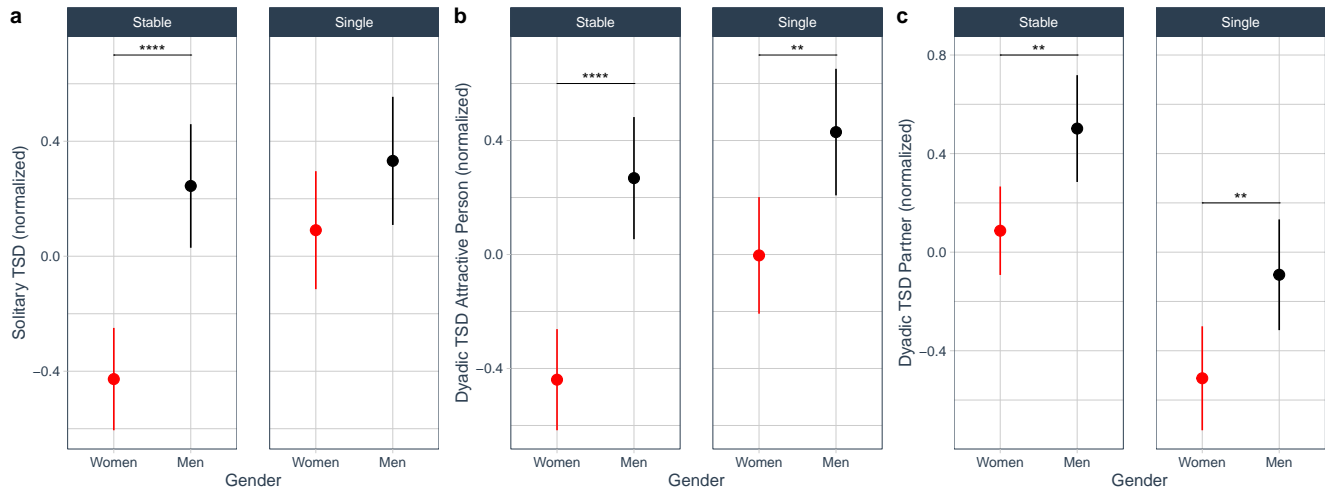 a
Stable
Single
****
Solitary TSD (normalized)
0.4
0.0
−0.4
Women
Men
Women
Men
Gender
b
Stable
Single
****
**
Dyadic TSD Attractive Person (normalized)
0.4
0.0
−0.4
Women
Men
Women
Men
Gender
c
Stable
Single
**
**
Dyadic TSD Partner (normalized)
0.8
0.4
0.0
−0.4
Women
Men
Women
Men
Gender